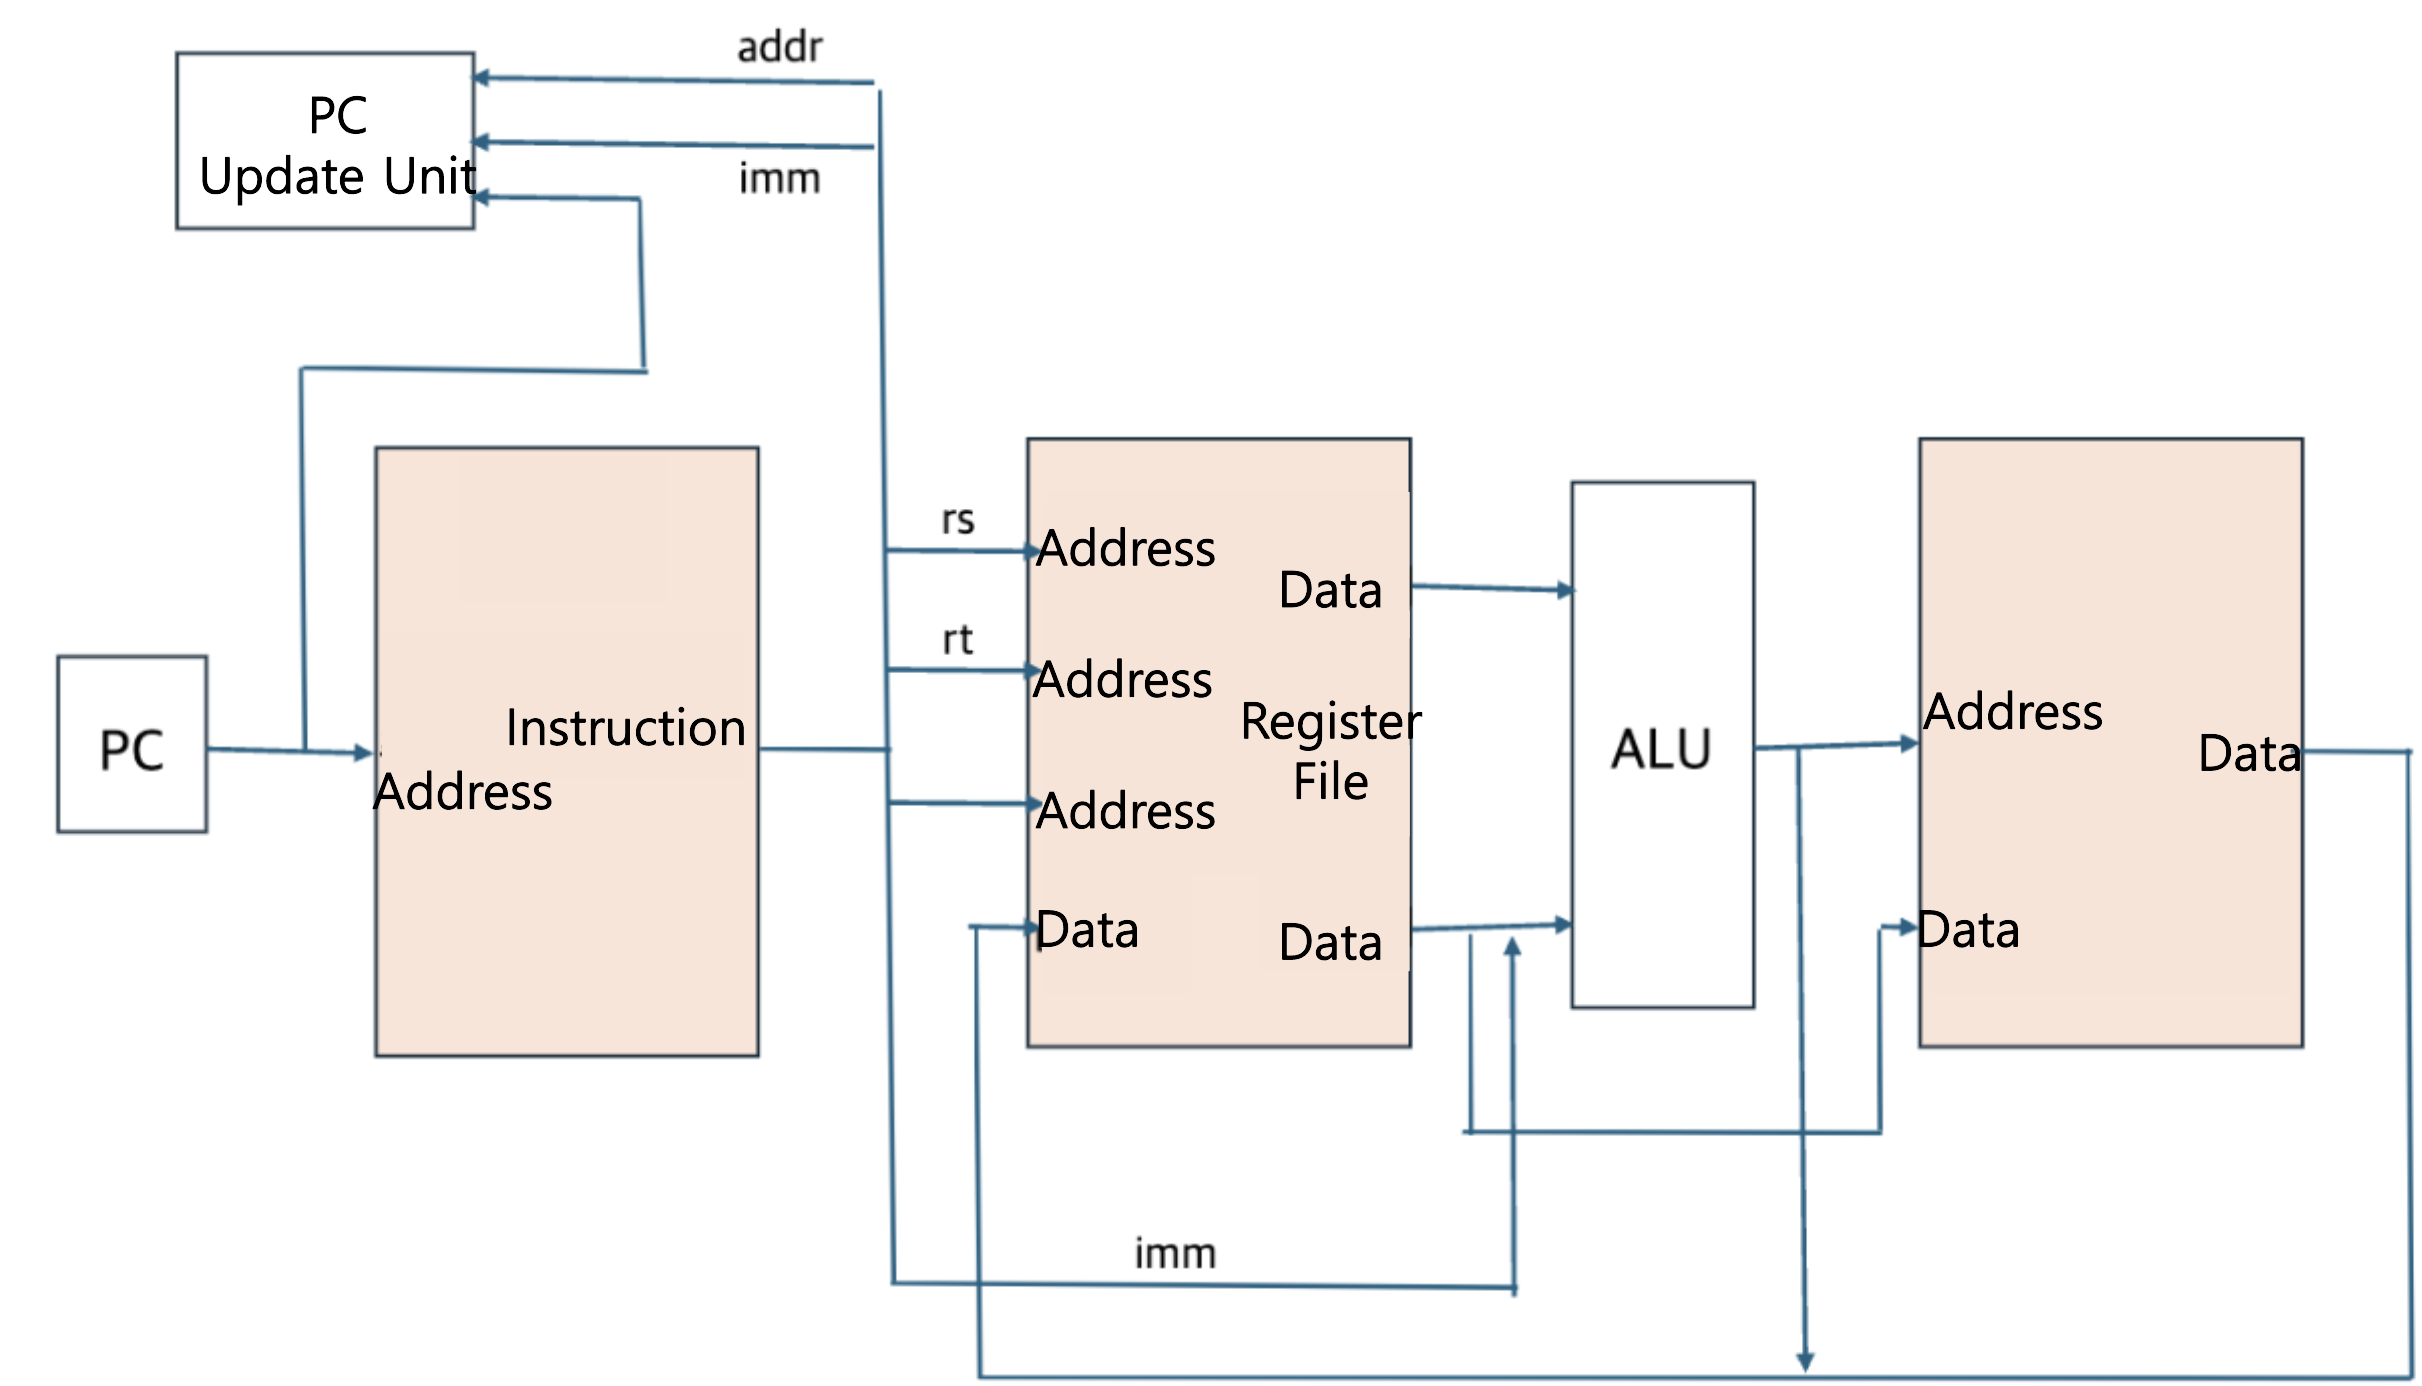 addr
PC
Update Unit
imm
rs
Address
Data
rt
Address
Register
File
Instruction
PC
Address
Address
Data
Data
ALU
Address
Data
Data
imm